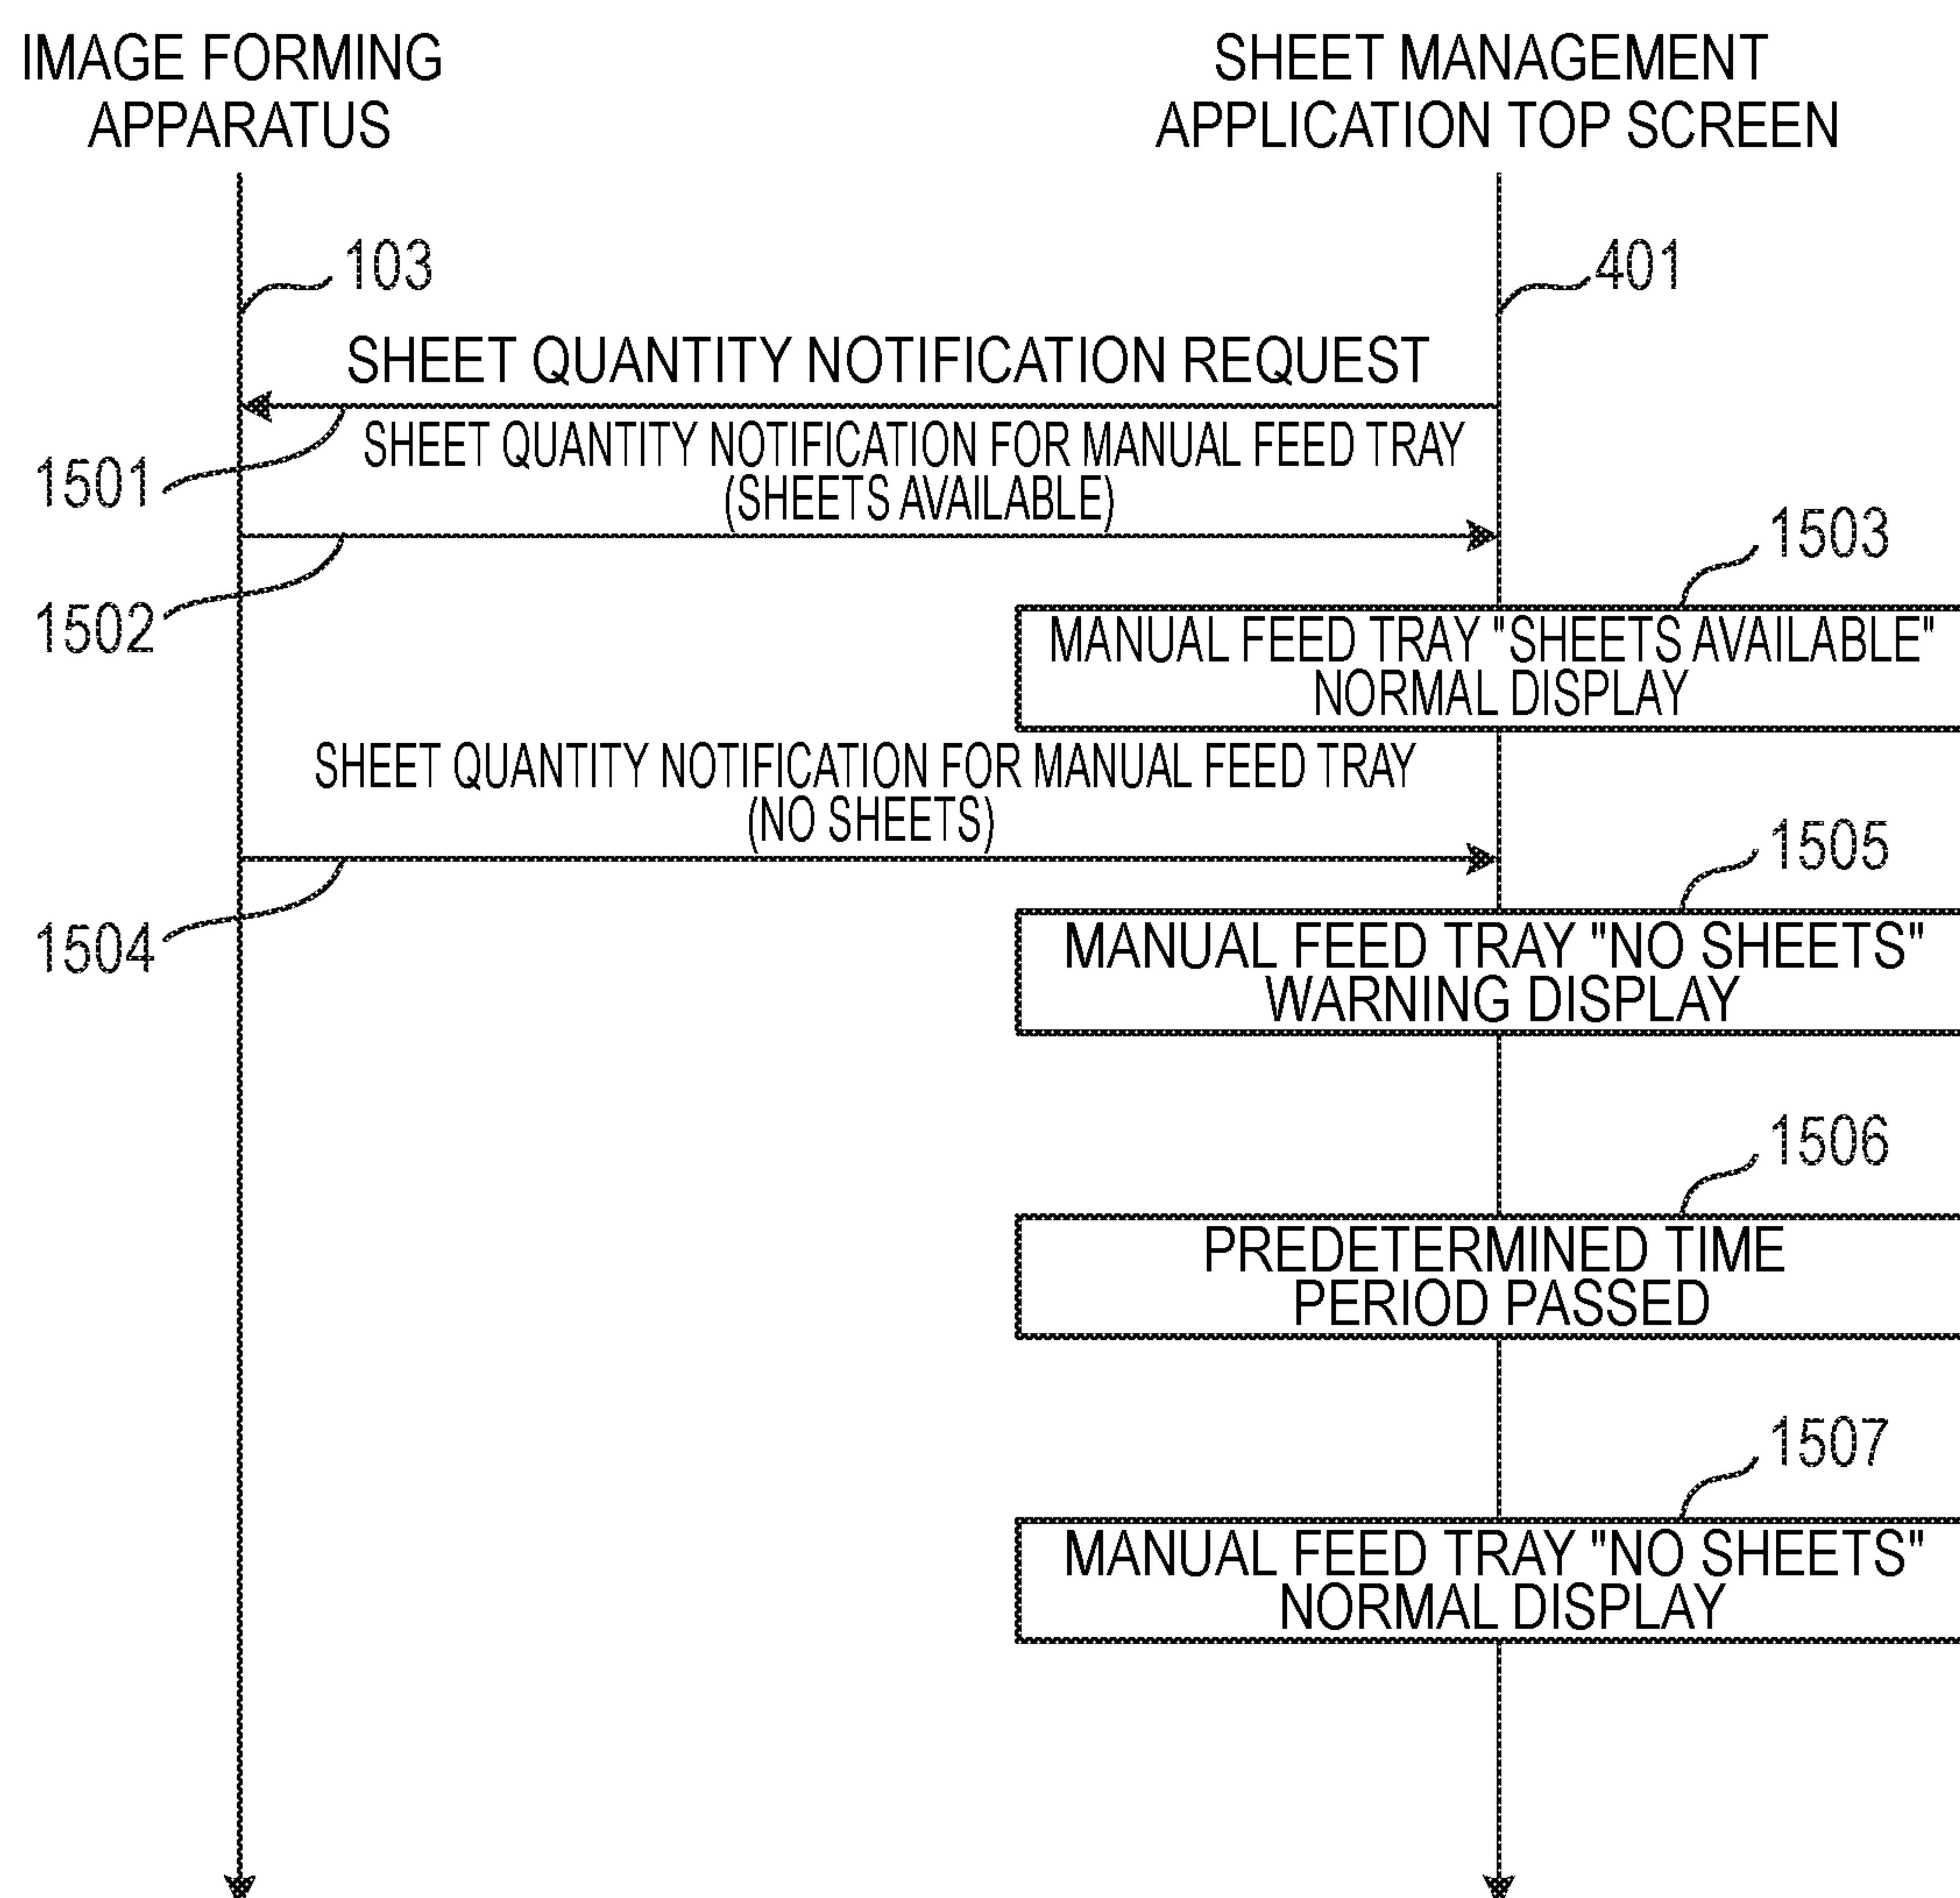 IMAGE FORMING
APPARATUS
SHEET MANAGEMENT
APPLICATION TOP SCREEN
103
401
SHEET QUANTITY NOTIFICATION REQUEST
1501
SHEET QUANTITY NOTIFICATION FOR MANUAL FEED TRAY
(SHEETS AVAILABLE)
1502
1503
MANUAL FEED TRAY "SHEETS AVAILABLE"
NORMAL DISPLAY
SHEET QUANTITY NOTIFICATION FOR MANUAL FEED TRAY
(NO SHEETS)
1504
1505
MANUAL FEED TRAY "NO SHEETS"
WARNING DISPLAY
1506
PREDETERMINED TIME
PERIOD PASSED
1507
MANUAL FEED TRAY "NO SHEETS"
NORMAL DISPLAY